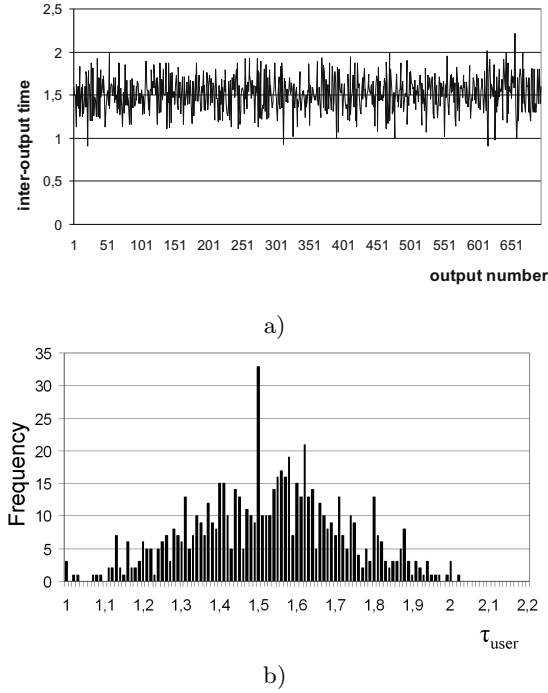 2,5
2
1,5
1
0,5
0
inter-output time
1 51 101 151 201 251 301 351 401 451 501 551 601 651
output number
a)
35
30
25
20
15
10
5
0
Frequency
1 1,1 1,2 1,3 1,4 1,5 1,6 1,7 1,8 1,9 2 2,1 2,2
τuser
b)